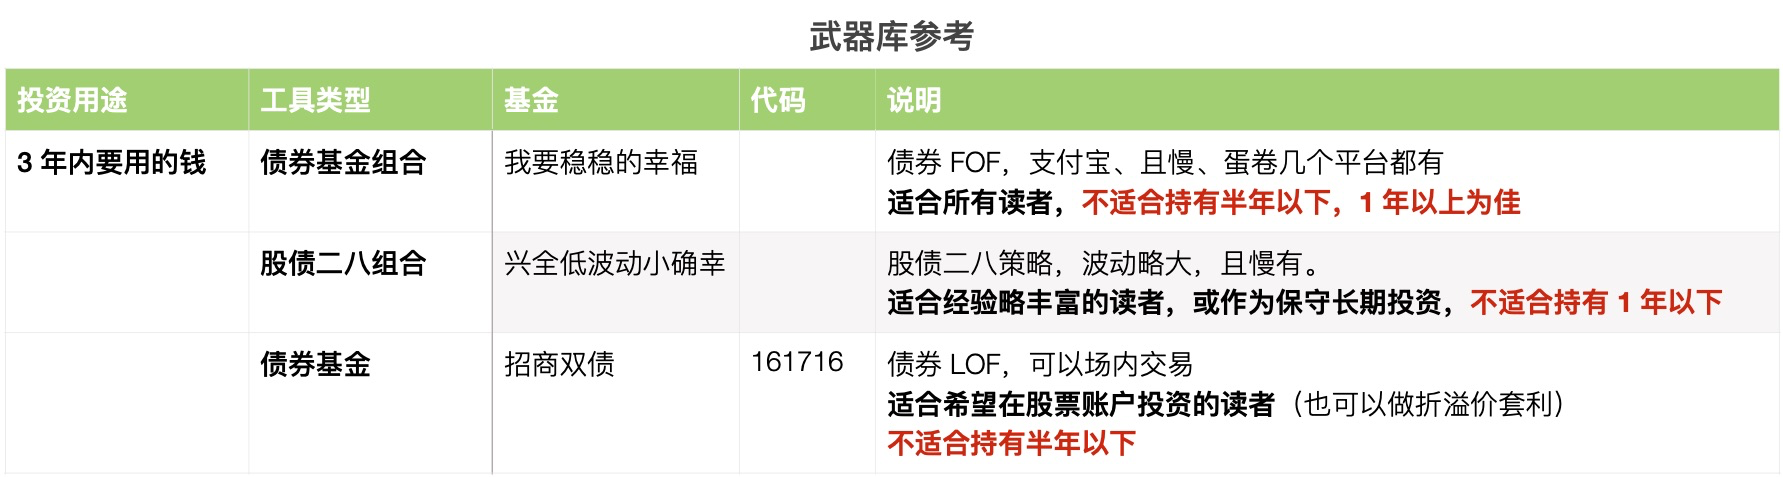 武器库参考
投资用途 工具类型 基金 代码 说明
3 年内要用的钱 债券基金组合 我要稳稳的幸福 债券 FOF，支付宝、且慢、蛋卷几个平台都有
适合所有读者，不适合持有半年以下，1 年以上为佳
股债二八组合 兴全低波动小确幸 股债二八策略，波动略大，且慢有。
适合经验略丰富的读者，或作为保守长期投资，不适合持有 1 年以下
债券基金 招商双债 161716 债券 LOF，可以场内交易
适合希望在股票账户投资的读者（也可以做折溢价套利）
不适合持有半年以下